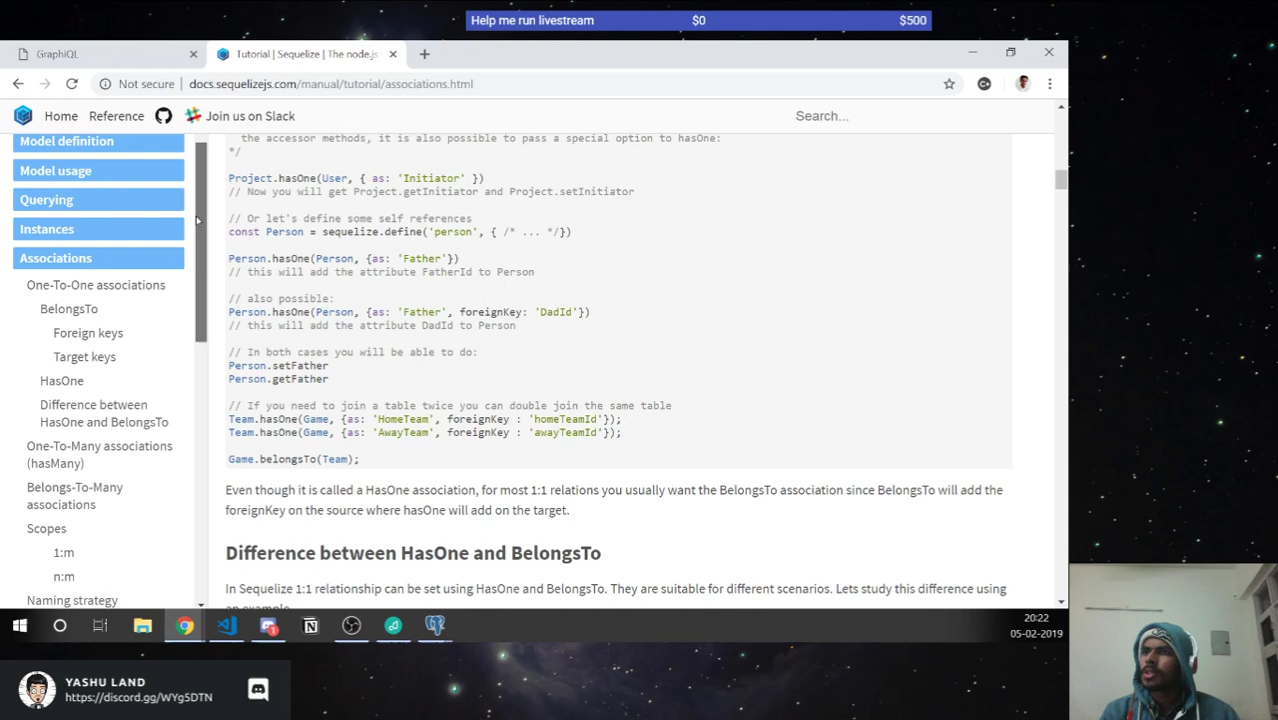 Help me run livestream $0 $500
GraphiQL
Tutorial | Sequelize | The node.js
Not secure docs.sequelizejs.com/manual/tutorial/associations.html
Home Reference Join us on Slack Search...
Model definition
Model usage
Querying
Instances
Associations
One-To-One associations
BelongsTo
Foreign keys
Target keys
HasOne
Difference between
HasOne and BelongsTo
One-To-Many associations
(hasMany)
Belongs-To-Many
associations
Scopes
1:m
n:m
Naming strategy
the accessor methods, it is also possible to pass a special option to hasOne:
*/
Project.hasOne(User, { as: 'Initiator' })
// Now you will get Project.getInitiator and Project.setInitiator
// Or let's define some self references
const Person = sequelize.define('person', { /* ... */})
Person.hasOne(Person, {as: 'Father'})
// this will add the attribute FatherId to Person
// also possible:
Person.hasOne(Person, {as: 'Father', foreignKey: 'DadId'})
// this will add the attribute DadId to Person
// In both cases you will be able to do:
Person.setFather
Person.getFather
// If you need to join a table twice you can double join the same table
Team.hasOne(Game, {as: 'HomeTeam', foreignKey : 'homeTeamId'});
Team.hasOne(Game, {as: 'AwayTeam', foreignKey : 'awayTeamId'});
Game.belongsTo(Team);
Even though it is called a HasOne association, for most 1:1 relations you usually want the BelongsTo association since BelongsTo will add the
foreignKey on the source where hasOne will add on the target.
Difference between HasOne and BelongsTo
In Sequelize 1:1 relationship can be set using HasOne and BelongsTo. They are suitable for different scenarios. Lets study this difference using
an example.
20:22
05-02-2019
YASHU LAND
https://discord.gg/WYg5DTN